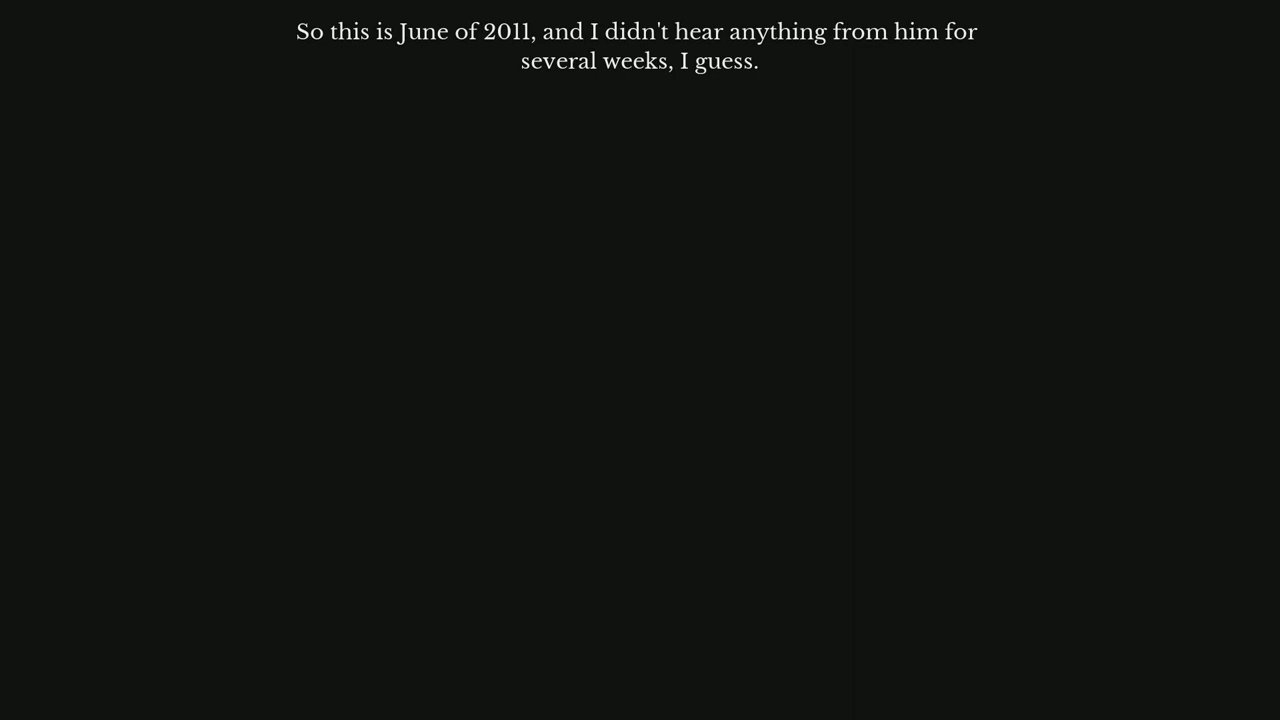 So this is June of 2011, and I didn't hear anything from him for
several weeks, I guess.